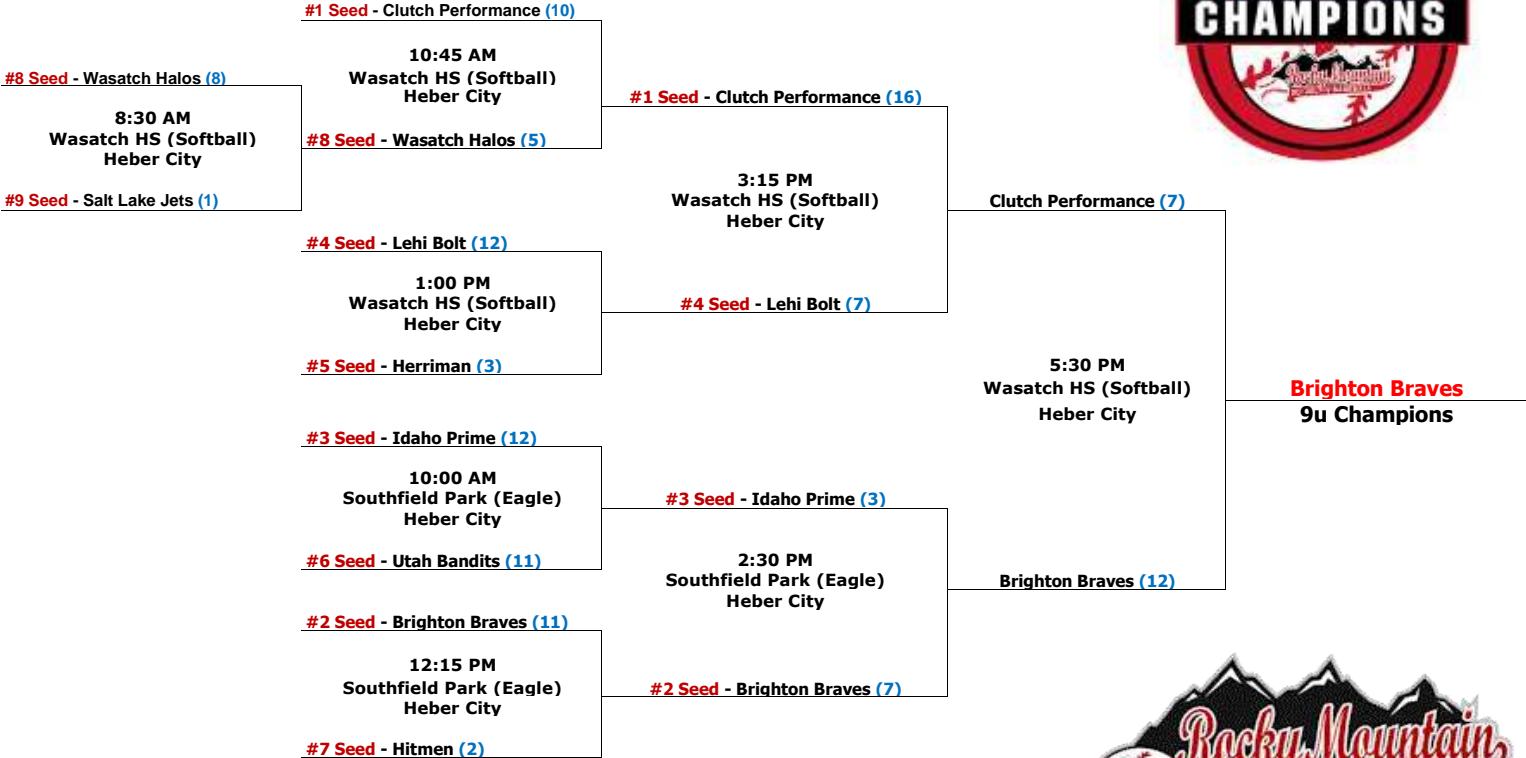 #1 Seed - Clutch Performance (10)
CHAMPIONS
10:45 AM
Wasatch HS (Softball)
Heber City
#8 Seed - Wasatch Halos (8)
8:30 AM
Wasatch HS (Softball)
Heber City
#9 Seed - Salt Lake Jets (1)
#8 Seed - Wasatch Halos (5)
#1 Seed - Clutch Performance (16)
Rocky Mountain
3:15 PM
Wasatch HS (Softball)
Heber City
Clutch Performance (7)
#4 Seed - Lehi Bolt (12)
1:00 PM
Wasatch HS (Softball)
Heber City
#5 Seed - Herriman (3)
#4 Seed - Lehi Bolt (7)
5:30 PM
Wasatch HS (Softball)
Heber City
Brighton Braves
9u Champions
#3 Seed - Idaho Prime (12)
10:00 AM
Southfield Park (Eagle)
Heber City
#6 Seed - Utah Bandits (11)
#3 Seed - Idaho Prime (3)
2:30 PM
Southfield Park (Eagle)
Heber City
Brighton Braves (12)
#2 Seed - Brighton Braves (11)
12:15 PM
Southfield Park (Eagle)
Heber City
#7 Seed - Hitmen (2)
#2 Seed - Brighton Braves (7)
Rocky Mountain